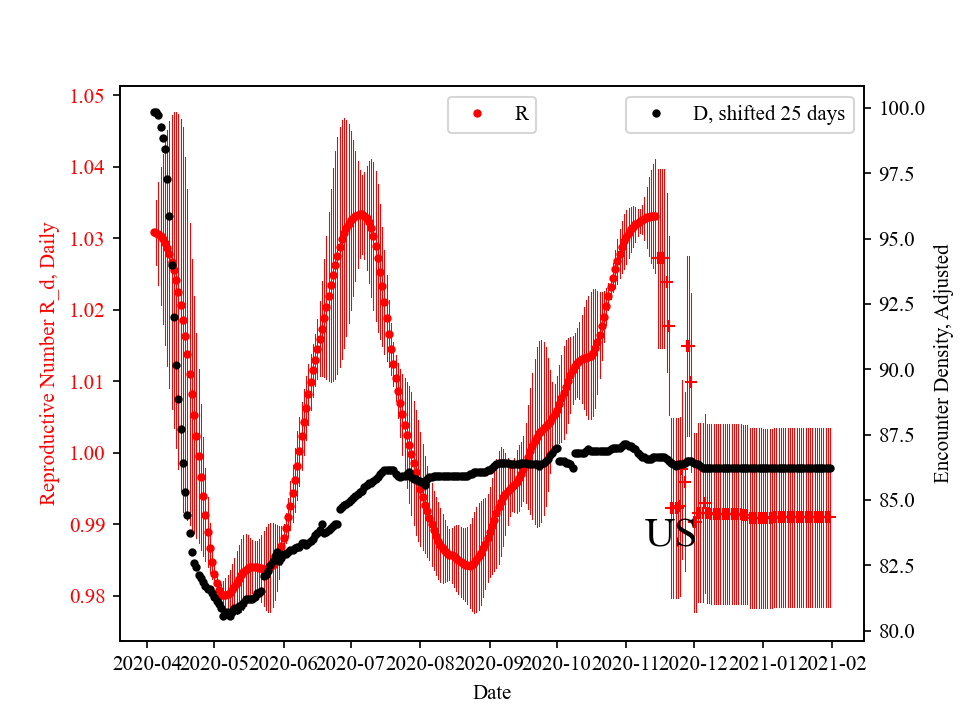 R
D, shifted 25 days
1.05
1.04
1.03
1.02
1.01
1.00
0.99
0.98
Reproductive Number R_d, Daily
100.0
97.5
95.0
92.5
90.0
87.5
85.0
82.5
80.0
Encounter Density, Adjusted
US
2020-04 2020-05 2020-06 2020-07 2020-08 2020-09 2020-10 2020-11 2020-12 2021-01 2021-02
Date